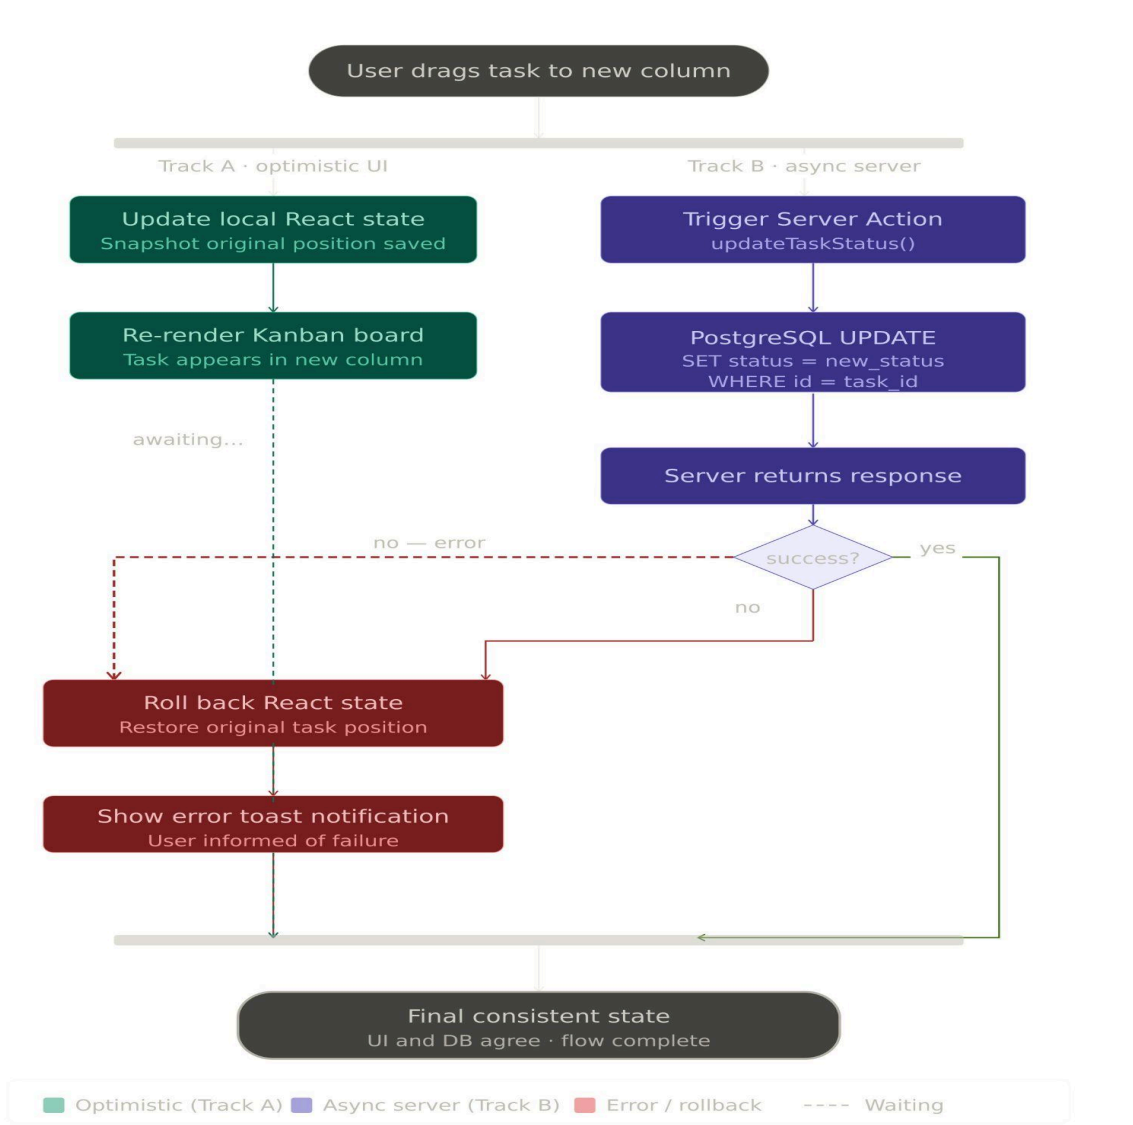 User drags task to new column
Track A · optimistic UI
Track B · async server
Update local React state
Snapshot original position saved
Trigger Server Action
updateTaskStatus()
Re-render Kanban board
Task appears in new column
PostgreSQL UPDATE
SET status = new_status
WHERE id = task_id
awaiting...
Server returns response
no — error
success?
yes
no
Roll back React state
Restore original task position
Show error toast notification
User informed of failure
Final consistent state
UI and DB agree · flow complete
Optimistic (Track A)
Async server (Track B)
Error / rollback
Waiting